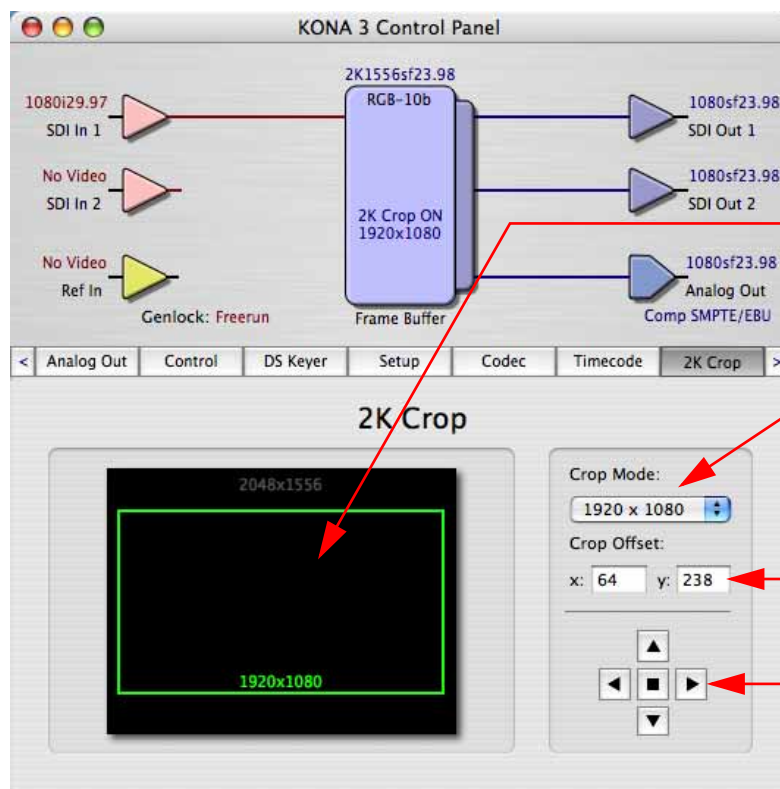 KONA 3 Control Panel
2K1556sf23.98
1080i29.97
SDI In 1
RGB-10b
1080sf23.98
SDI Out 1
No Video
SDI In 2
2K Crop ON
1920x1080
1080sf23.98
SDI Out 2
No Video
Ref In
1080sf23.98
Analog Out
Genlock: Freerun
Frame Buffer
Comp SMPTE/EBU
< Analog Out Control DS Keyer Setup Codec Timecode 2K Crop >
2K Crop
2048x1556
1920x1080
Crop Mode:
1920 x 1080
Crop Offset:
x: 64 y: 238